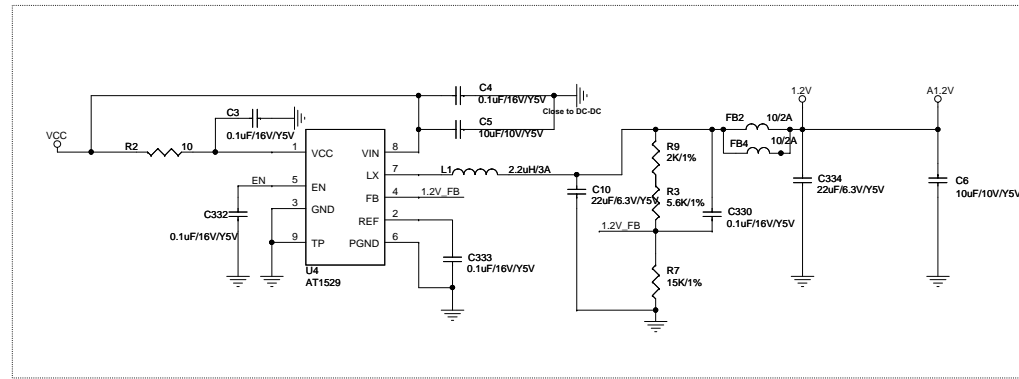 C4
0.1uF/16V/Y5V
Close to DC-DC
C3
0.1uF/16V/Y5V
C5
10uF/10V/Y5V
VCC
R2
10
1
VCC
VIN
8
LX
7
L1
2.2uH/3A
EN
5
EN
FB
4
1.2V_FB
3
GND
REF
2
9
TP
PGND
6
C332
0.1uF/16V/Y5V
U4
AT1529
C333
0.1uF/16V/Y5V
C10
22uF/6.3V/Y5V
R9
2K/1%
R3
5.6K/1%
1.2V_FB
R7
15K/1%
C330
0.1uF/16V/Y5V
FB2
10/2A
FB4
10/2A
1.2V
A1.2V
C334
22uF/6.3V/Y5V
C6
10uF/10V/Y5V